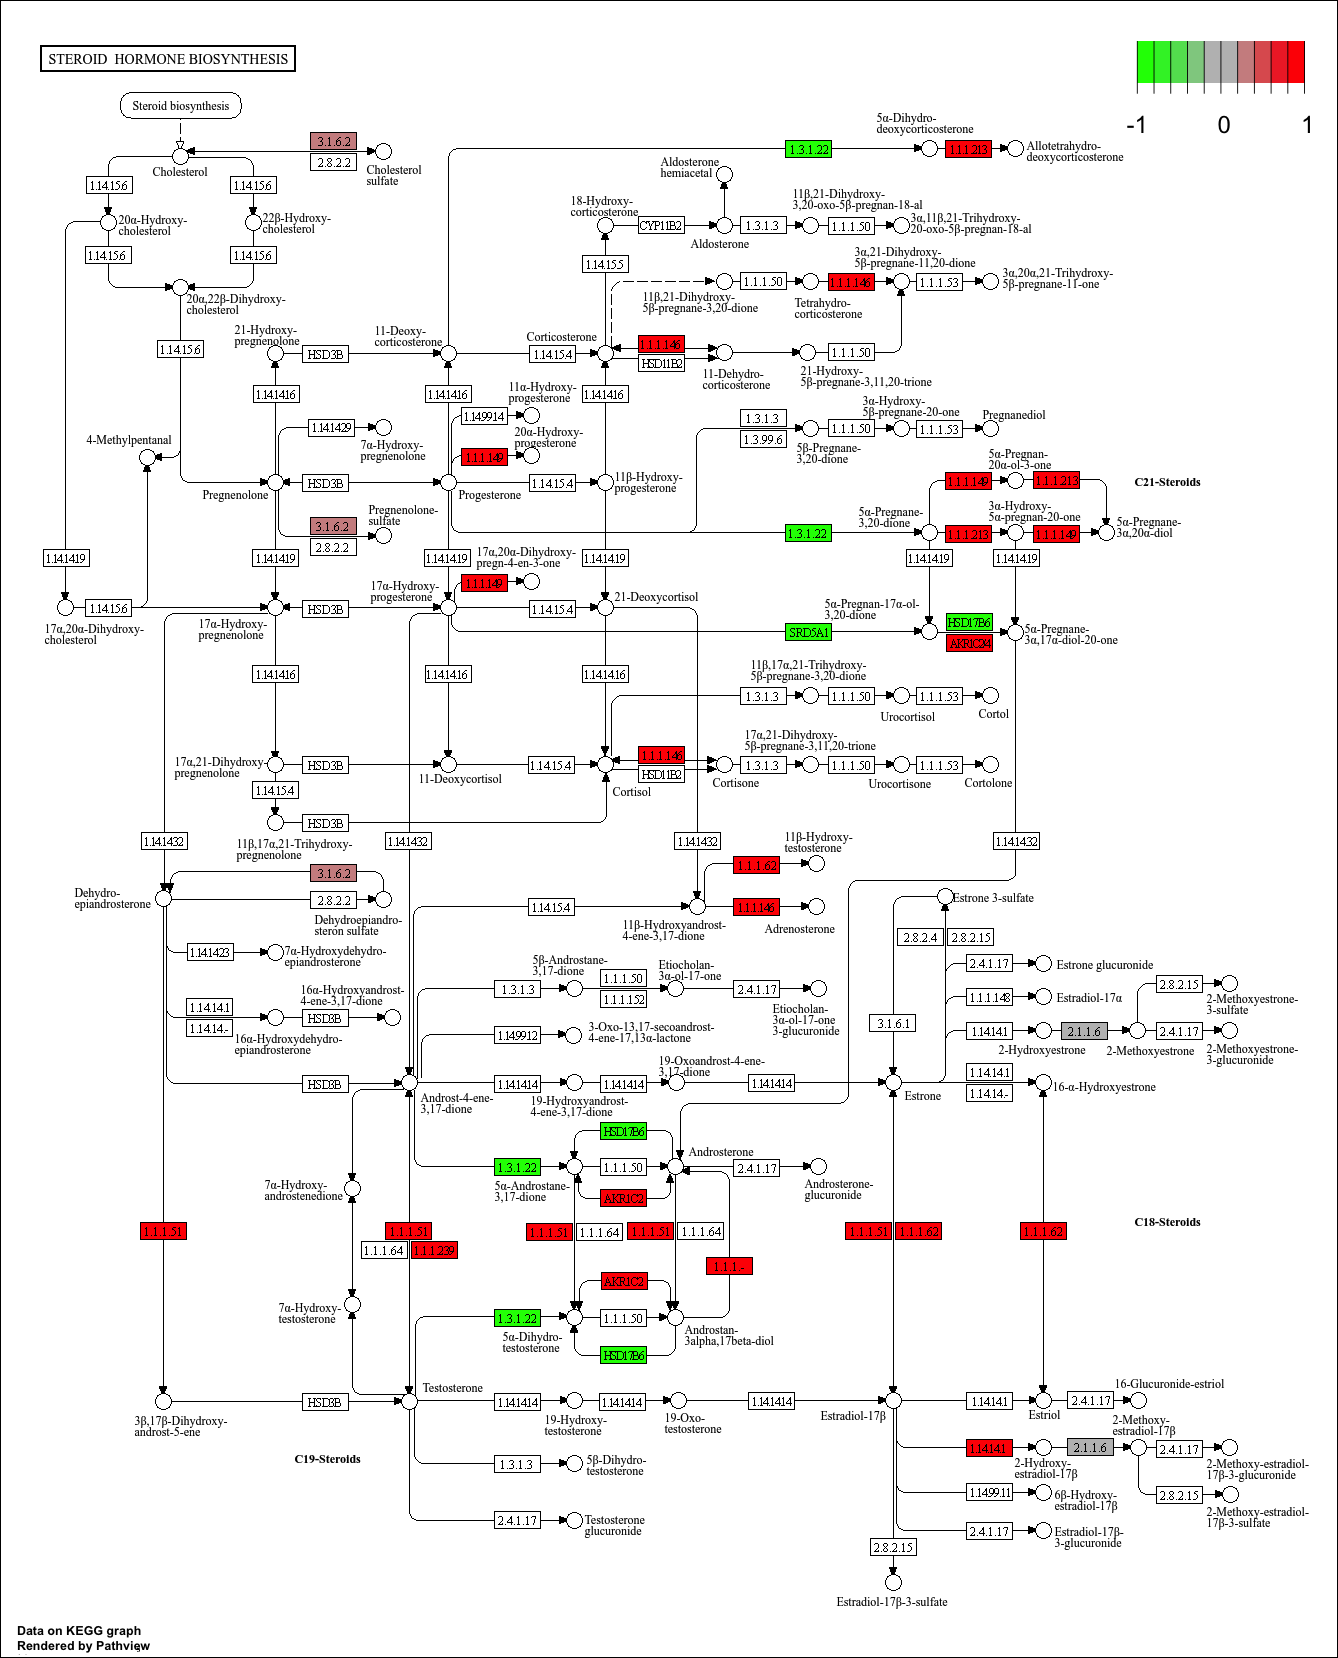 STEROID HORMONE BIOSYNTHESIS
-1
0
1
Steroid biosynthesis
3.1.6.2
2.8.2.2
Cholesterol
Cholesterol
sulfate
1.14.15.6
1.14.15.6
20α-Hydroxy-
cholesterol
22β-Hydroxy-
cholesterol
1.14.15.6
1.14.15.6
20α,22β-Dihydroxy-
cholesterol
1.14.15.6
5α-Dihydro-
deoxycorticosterone
1.3.1.22
1.1.1.213
Allotetrahydro-
deoxycorticosterone
Aldosterone
hemiacetal
18-Hydroxy-
corticosterone
CYP11B2
Aldosterone
1.3.1.3
11β,21-Dihydroxy-
3,20-oxo-5β-pregnan-18-al
1.1.1.50
3α,11β,21-Trihydroxy-
20-oxo-5β-pregnan-18-al
1.14.15.5
11β,21-Dihydroxy-
5β-pregnane-3,20-dione
1.1.1.50
Tetrahydro-
corticosterone
1.1.1.146
3α,21-Dihydroxy-
5β-pregnane-11,20-dione
1.1.1.53
3α,20α,21-Trihydroxy-
5β-pregnane-11-one
21-Hydroxy-
pregnenolone
HSD3B
11-Deoxy-
corticosterone
1.14.15.4
Corticosterone
1.1.1.146
HSD11B2
11-Dehydro-
corticosterone
21-Hydroxy-
5β-pregnane-3,11,20-trione
1.1.1.50
1.14.14.16
1.14.14.16
1.14.14.16
11α-Hydroxy-
progesterone
1.14.99.14
20α-Hydroxy-
progesterone
1.1.1.149
1.14.14.29
7α-Hydroxy-
pregnenolone
4-Methylpentanal
Pregnenolone
HSD3B
Progesterone
1.14.15.4
11β-Hydroxy-
progesterone
1.3.1.3
1.3.99.6
5β-Pregnane-
3,20-dione
1.1.1.50
3α-Hydroxy-
5β-pregnane-20-one
1.1.1.53
Pregnanediol
5α-Pregnan-
20α-ol-3-one
1.1.1.149
1.1.1.213
C21-Steroids
3.1.6.2
2.8.2.2
Pregnenolone-
sulfate
1.3.1.22
5α-Pregnane-
3,20-dione
1.1.1.213
3α-Hydroxy-
5α-pregnan-20-one
1.1.1.149
5α-Pregnane-
3α,20α-diol
1.14.14.19
1.14.14.19
1.14.14.19
1.14.14.19
1.14.14.19
1.14.14.19
17α,20α-Dihydroxy-
pregn-4-en-3-one
1.1.1.149
17α,20α-Dihydroxy-
cholesterol
1.14.15.6
17α-Hydroxy-
pregnenolone
HSD3B
17α-Hydroxy-
progesterone
1.14.15.4
21-Deoxycortisol
SRD5A1
5α-Pregnan-17α-ol-
3,20-dione
HSD17B6
AKR1C24
5α-Pregnane-
3α,17α-diol-20-one
1.14.14.16
1.14.14.16
1.14.14.16
11β,17α,21-Trihydroxy-
5β-pregnane-3,20-dione
1.3.1.3
1.1.1.50
Urocortisol
1.1.1.53
Cortol
17α,21-Dihydroxy-
pregnenolone
HSD3B
11-Deoxycortisol
1.14.15.4
Cortisol
1.1.1.146
HSD11B2
Cortisone
17α,21-Dihydroxy-
5β-pregnane-3,11,20-trione
1.3.1.3
1.1.1.50
Urocortisone
1.1.1.53
Cortolone
1.14.15.4
HSD3B
11β,17α,21-Trihydroxy-
pregnenolone
1.14.14.32
1.14.14.32
1.14.14.32
1.14.14.32
Dehydro-
epiandrosterone
3.1.6.2
2.8.2.2
Dehydroepiandro-
steron sulfate
1.1.1.62
11β-Hydroxy-
testosterone
1.14.15.4
11β-Hydroxyandrost-
4-ene-3,17-dione
1.1.1.146
Adrenosterone
Estrone 3-sulfate
2.8.2.4
2.8.2.15
1.14.14.23
7α-Hydroxydehydro-
epiandrosterone
1.14.14.1
1.14.14.-
16α-Hydroxydehydro-
epiandrosterone
HSD3B
16α-Hydroxyandrost-
4-ene-3,17-dione
1.3.1.3
5β-Androstane-
3,17-dione
1.1.1.50
1.1.1.152
Etiocholan-
3α-ol-17-one
2.4.1.17
Etiocholan-
3α-ol-17-one
3-glucuronide
1.14.99.12
3-Oxo-13,17-secoandrost-
4-ene-17,13α-lactone
3.1.6.1
2.4.1.17
Estrone glucuronide
1.1.1.148
Estradiol-17α
1.14.14.1
2-Hydroxyestrone
2.1.1.6
2-Methoxyestrone
2.8.2.15
2-Methoxyestrone-
3-sulfate
2.4.1.17
2-Methoxyestrone-
3-glucuronide
HSD3B
Androst-4-ene-
3,17-dione
1.14.14.14
19-Hydroxyandrost-
4-ene-3,17-dione
1.14.14.14
19-Oxoandrost-4-ene-
3,17-dione
1.14.14.14
Estrone
1.14.14.1
1.14.14.-
16-α-Hydroxyestrone
HSD17B6
1.3.1.22
5α-Androstane-
3,17-dione
1.1.1.50
AKR1C2
Androsterone
2.4.1.17
Androsterone-
glucuronide
7α-Hydroxy-
androstenedione
1.1.1.51
1.1.1.51
1.1.1.64
1.1.1.239
1.1.1.51
1.1.1.64
1.1.1.51
1.1.1.64
1.1.1.51
1.1.1.62
1.1.1.62
C18-Steroids
1.1.1.-
AKR1C2
7α-Hydroxy-
testosterone
1.3.1.22
5α-Dihydro-
testosterone
1.1.1.50
HSD17B6
Androstan-
3alpha,17beta-diol
3β,17β-Dihydroxy-
androst-5-ene
HSD3B
Testosterone
1.14.14.14
19-Hydroxy-
testosterone
1.14.14.14
19-Oxo-
testosterone
1.14.14.14
Estradiol-17β
1.14.14.1
Estriol
2.4.1.17
16-Glucuronide-estriol
1.14.14.1
2-Hydroxy-
estradiol-17β
2.1.1.6
2-Methoxy-
estradiol-17β
2.4.1.17
2-Methoxy-estradiol-
17β-3-glucuronide
2.8.2.15
2-Methoxy-estradiol-
17β-3-sulfate
C19-Steroids
1.3.1.3
5β-Dihydro-
testosterone
1.14.99.11
6β-Hydroxy-
estradiol-17β
2.4.1.17
Testosterone
glucuronide
2.4.1.17
Estradiol-17β-
3-glucuronide
2.8.2.15
Estradiol-17β-3-sulfate
Data on KEGG graph
Rendered by Pathview